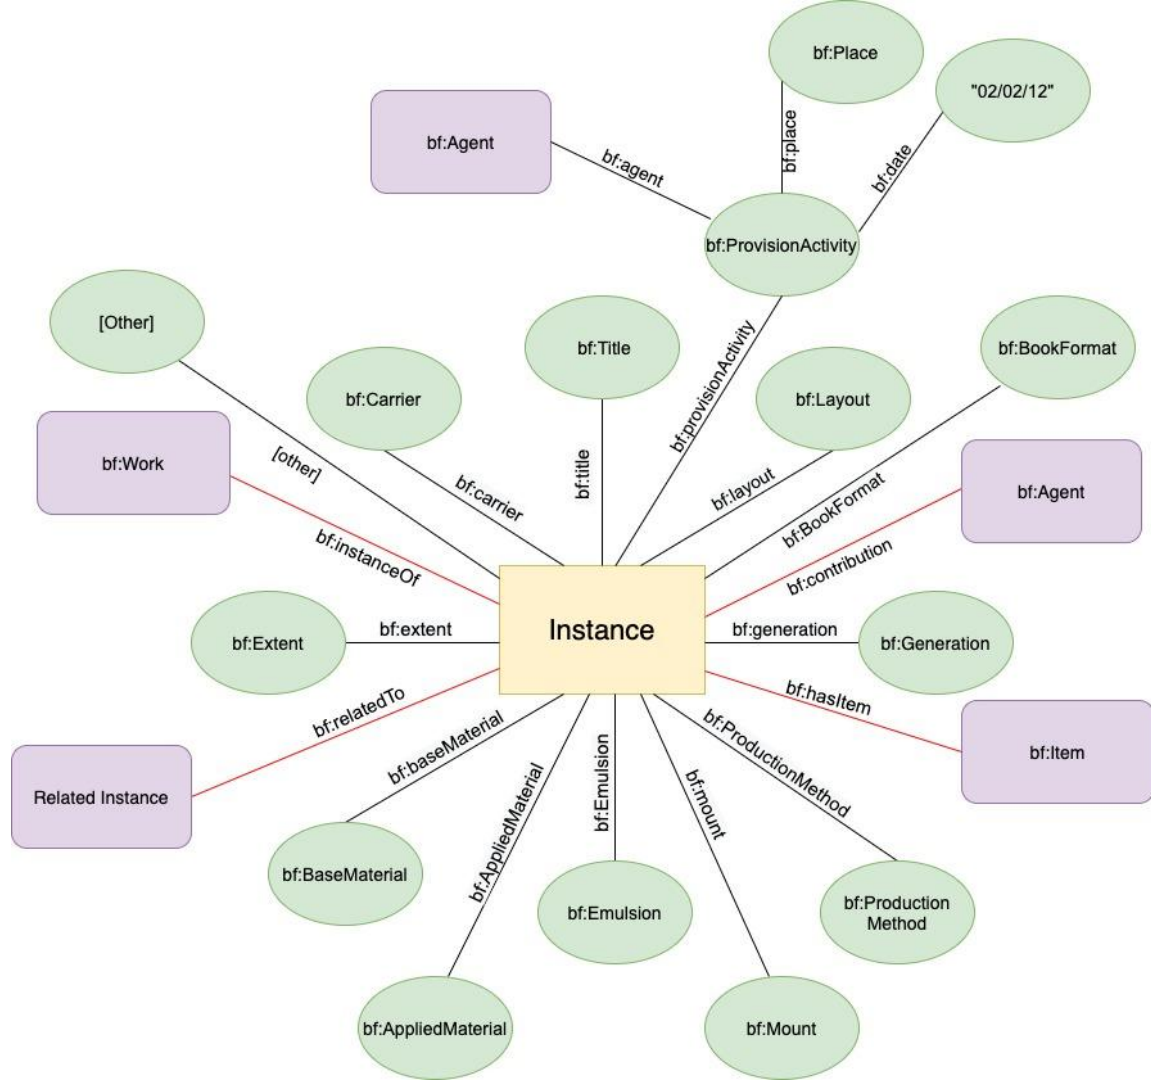 bf:Place
"02/02/12"
bf:Agent
bf:agent
bf:place
bf:date
bf:ProvisionActivity
[Other]
bf:Title
bf:provisionActivity
bf:BookFormat
bf:Carrier
bf:Layout
bf:Work
[other]
bf:carrier
bf:title
bf:layout
bf:BookFormat
bf:Agent
bf:instanceOf
bf:contribution
Instance
bf:Extent
bf:extent
bf:generation
bf:Generation
bf:relatedTo
bf:hasItem
Related Instance
bf:baseMaterial
bf:AppliedMaterial
bf:Emulsion
bf:mount
bf:ProductionMethod
bf:Item
bf:BaseMaterial
bf:Emulsion
bf:Production
Method
bf:AppliedMaterial
bf:Mount